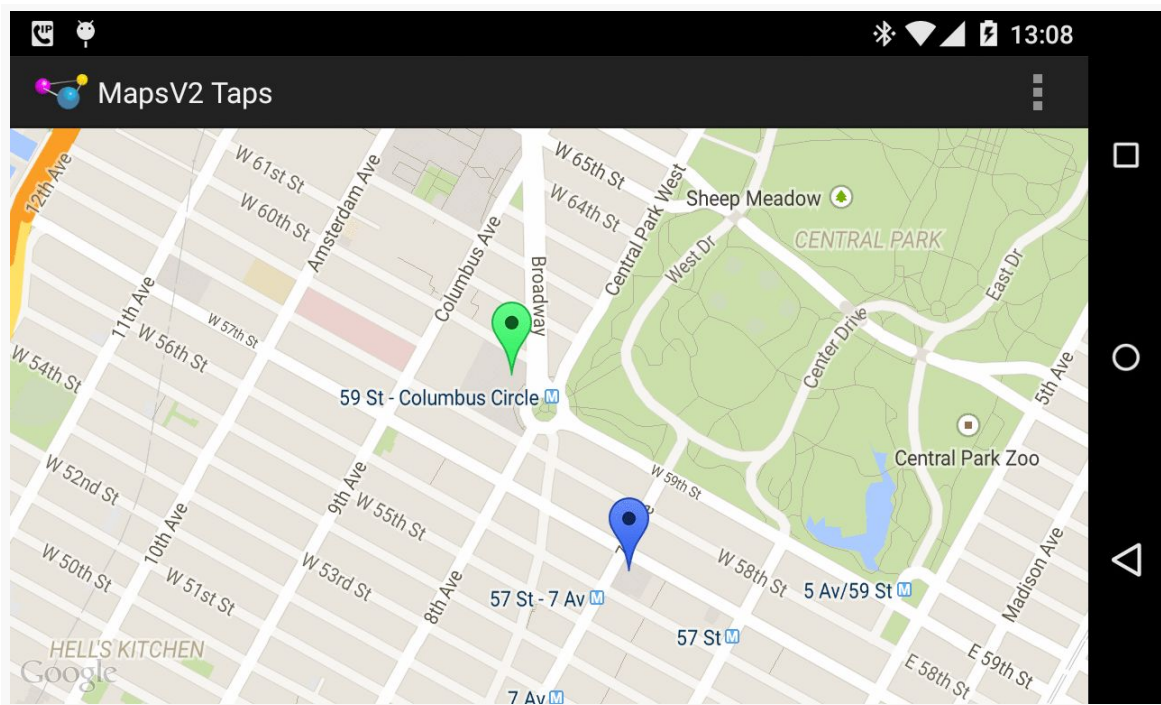 13:08
MapsV2 Taps
W 61st St
W 65th St
12th Ave
Amsterdam Ave
W 60th St
W 64th St
Central Park West
Sheep Meadow
Columbus Ave
Broadway
West Dr
CENTRAL PARK
East Dr
11th Ave
W 57th St
W 56th St
Center Drive
W 54th St
59 St - Columbus Circle M
5th Ave
Central Park Zoo
W 52nd St
9th Ave
W 59th St
10th Ave
W 55th St
W 50th St
W 51st St
W 53rd St
8th Ave
57 St - 7 Av M
W 58th St
5 Av/59 St M
Madison Ave
57 St M
HELL'S KITCHEN
Google
E 58th St
E 59th St
7 Av M